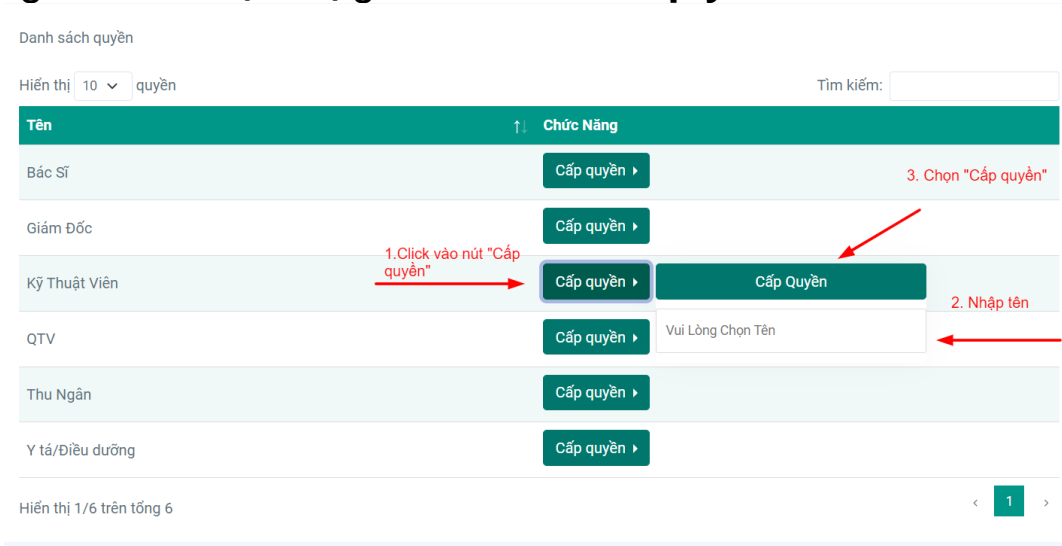 Danh sách quyền
Hiển thị 10 quyền
Tìm kiếm:
Tên
Chức Năng
Bác Sĩ
Cấp quyền
3. Chọn "Cấp quyền"
Giám Đốc
Cấp quyền
1.Click vào nút "Cấp
quyền"
Kỹ Thuật Viên
Cấp quyền
Cấp Quyền
2. Nhập tên
QTV
Cấp quyền
Vui Lòng Chọn Tên
Thu Ngân
Cấp quyền
Y tá/Điều dưỡng
Cấp quyền
Hiển thị 1/6 trên tổng 6
‹ 1 ›